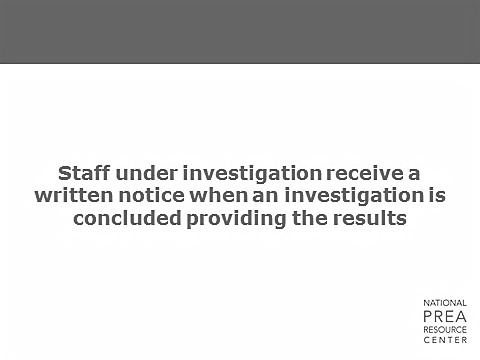 Staff under investigation receive a
written notice when an investigation is
concluded providing the results
NATIONAL
PREA
RESOURCE
CENTER